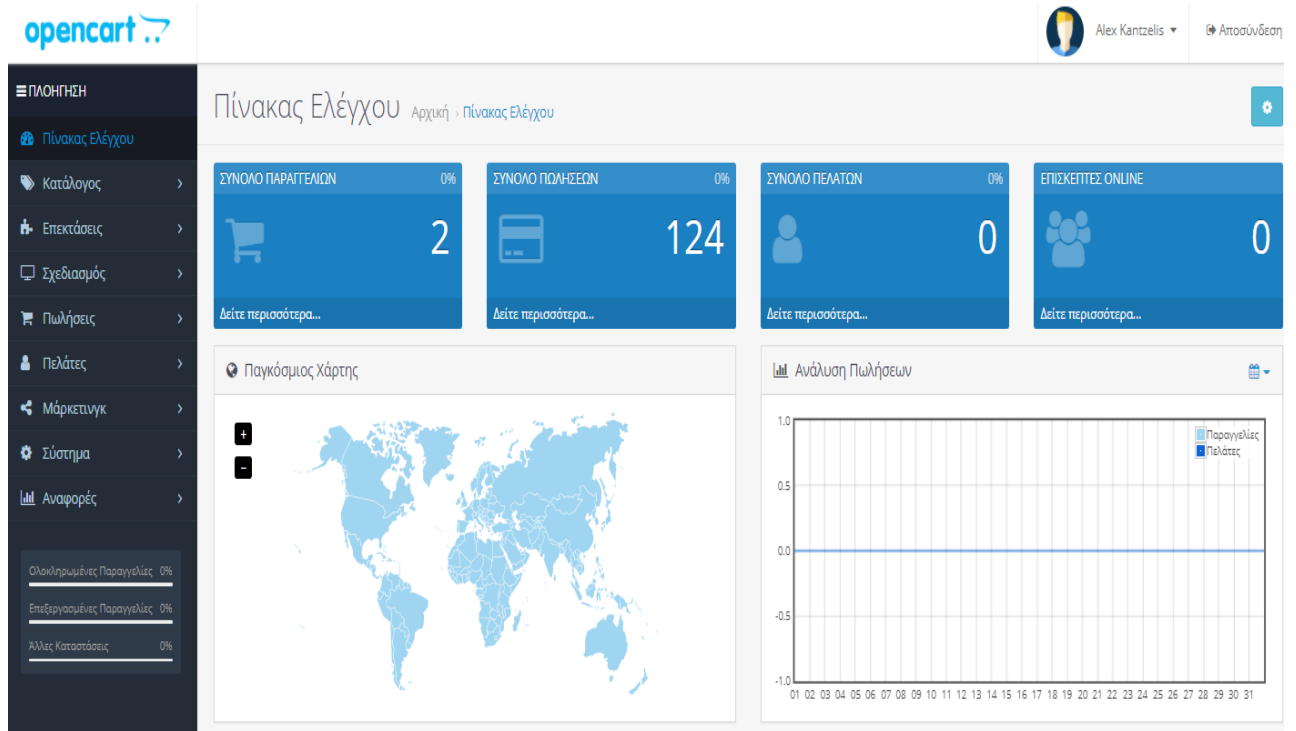 opencart
Alex Kantzelis
Αποσύνδεση
ΠΛΟΗΓΗΣΗ
Πίνακας Ελέγχου
Κατάλογος
Επεκτάσεις
Σχεδιασμός
Πωλήσεις
Πελάτες
Μάρκετινγκ
Σύστημα
Αναφορές
Ολοκληρωμένες Παραγγελίες 0%
Επεξεργασμένες Παραγγελίες 0%
Άλλες Καταστάσεις 0%
Πίνακας Ελέγχου Αρχική › Πίνακας Ελέγχου
ΣΥΝΟΛΟ ΠΑΡΑΓΓΕΛΙΩΝ 0%
2
Δείτε περισσότερα...
ΣΥΝΟΛΟ ΠΩΛΗΣΕΩΝ 0%
124
Δείτε περισσότερα...
ΣΥΝΟΛΟ ΠΕΛΑΤΩΝ 0%
0
Δείτε περισσότερα...
ΕΠΙΣΚΕΠΤΕΣ ONLINE
0
Δείτε περισσότερα...
Παγκόσμιος Χάρτης
+
−
Ανάλυση Πωλήσεων
Παραγγελίες
Πελάτες
1.0
0.5
0.0
-0.5
-1.0
01 02 03 04 05 06 07 08 09 10 11 12 13 14 15 16 17 18 19 20 21 22 23 24 25 26 27 28 29 30 31